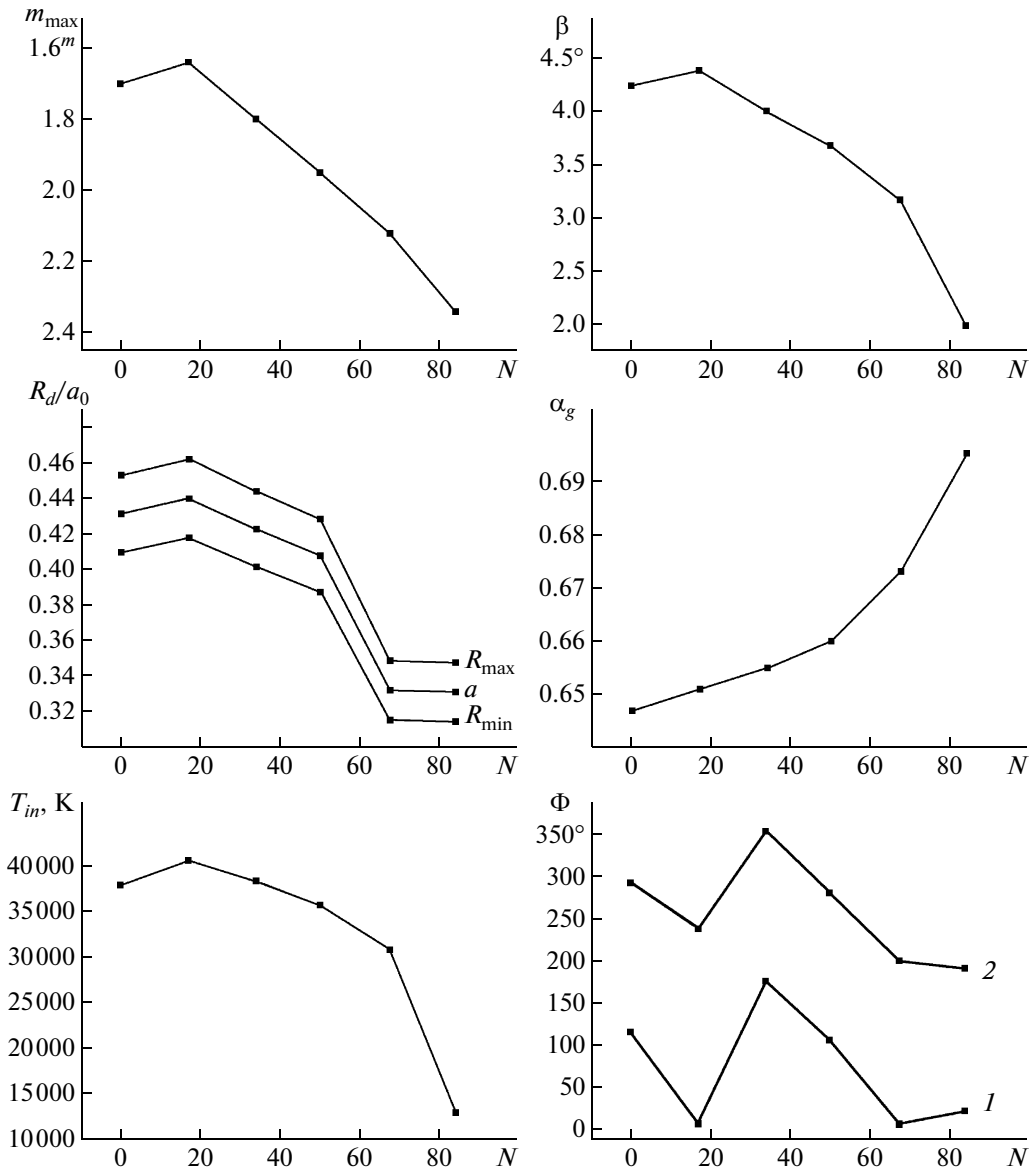 m_max
1.6^m
1.8
2.0
2.2
2.4
0 20 40 60 80 N
β
4.5°
4.0
3.5
3.0
2.5
2.0
0 20 40 60 80 N
R_d/a_0
0.46
0.44
0.42
0.40
0.38
0.36
0.34
0.32
R_max
a
R_min
0 20 40 60 80 N
α_g
0.69
0.68
0.67
0.66
0.65
0 20 40 60 80 N
T_in, K
40000
35000
30000
25000
20000
15000
10000
0 20 40 60 80 N
Φ
350°
300
250
200
150
100
50
0
2
1
0 20 40 60 80 N